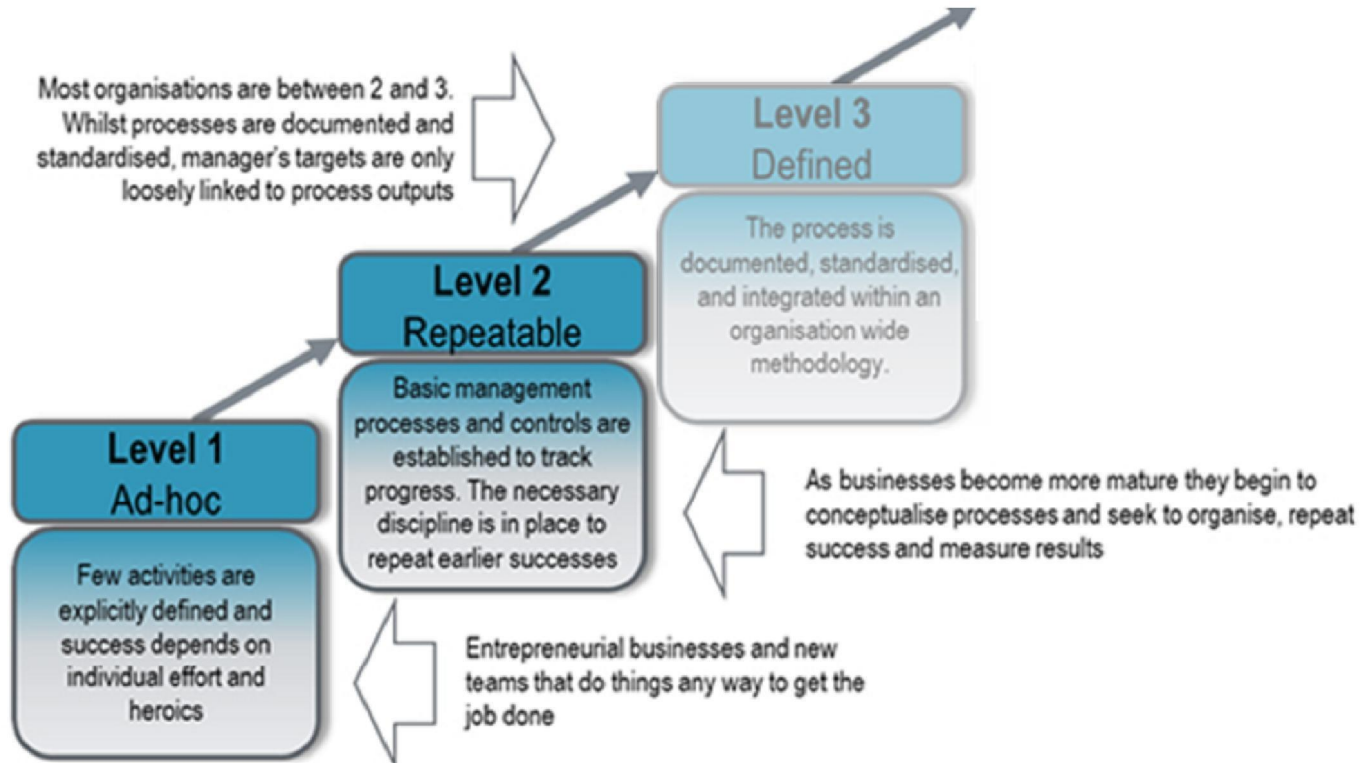 Most organisations are between 2 and 3.
Whilst processes are documented and
standardised, manager's targets are only
loosely linked to process outputs
Level 3
Defined
The process is
documented, standardised,
and integrated within an
organisation wide
methodology.
Level 2
Repeatable
Basic management
processes and controls are
established to track
progress. The necessary
discipline is in place to
repeat earlier successes
Level 1
Ad-hoc
Few activities are
explicitly defined and
success depends on
individual effort and
heroics
As businesses become more mature they begin to
conceptualise processes and seek to organise, repeat
success and measure results
Entrepreneurial businesses and new
teams that do things any way to get the
job done